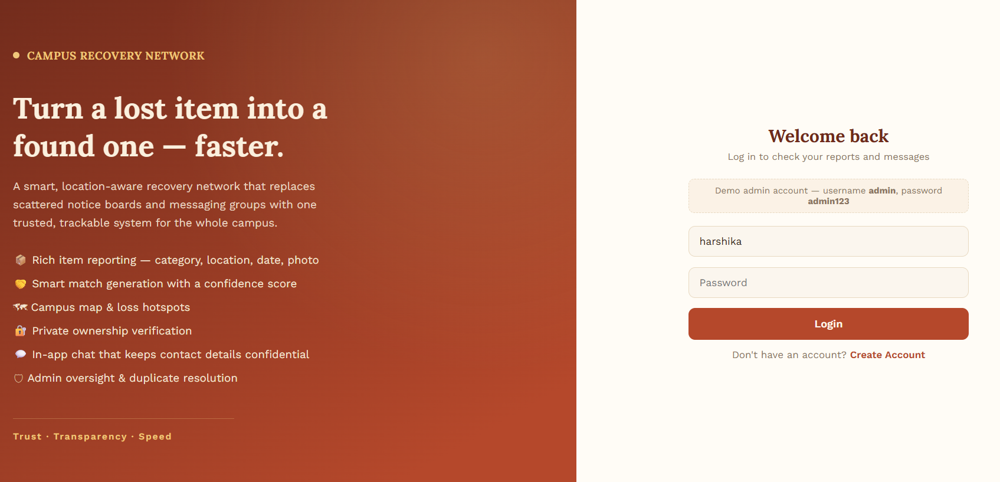 CAMPUS RECOVERY NETWORK
Turn a lost item into a
found one — faster.
A smart, location-aware recovery network that replaces
scattered notice boards and messaging groups with one
trusted, trackable system for the whole campus.
📦 Rich item reporting — category, location, date, photo
🤝 Smart match generation with a confidence score
🗺 Campus map & loss hotspots
🔐 Private ownership verification
💬 In-app chat that keeps contact details confidential
🛡 Admin oversight & duplicate resolution
Trust · Transparency · Speed
Welcome back
Log in to check your reports and messages
Demo admin account — username admin, password
admin123
harshika
Password
Login
Don't have an account? Create Account